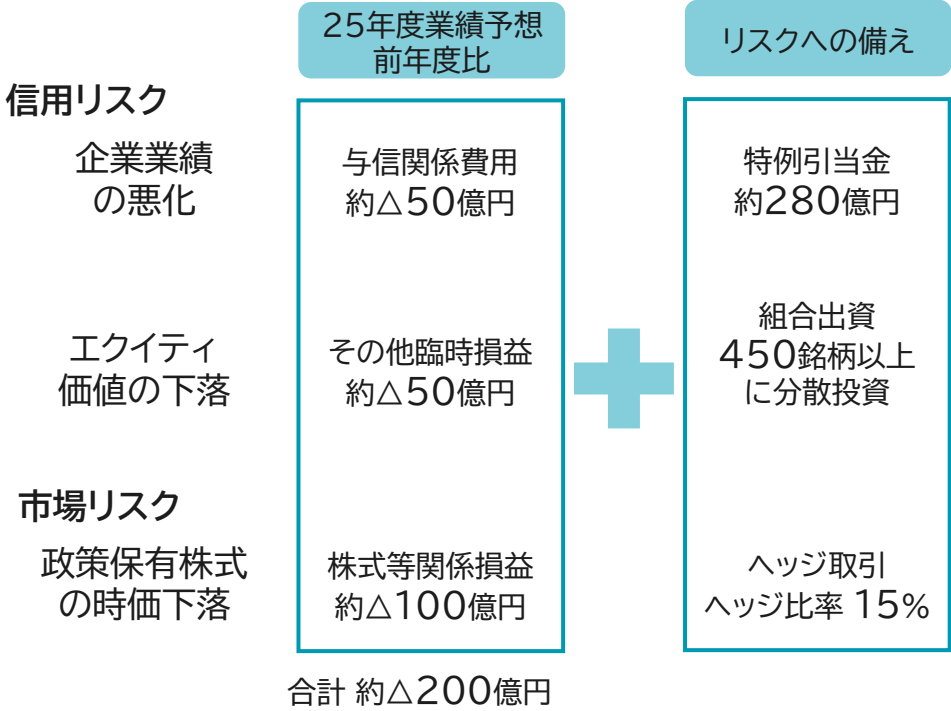 25年度業績予想
前年度比
リスクへの備え
信用リスク
企業業績
の悪化
与信関係費用
約△50億円
特例引当金
約280億円
エクイティ
価値の下落
その他臨時損益
約△50億円
組合出資
450銘柄以上
に分散投資
市場リスク
政策保有株式
の時価下落
株式等関係損益
約△100億円
ヘッジ取引
ヘッジ比率 15%
合計 約△200億円